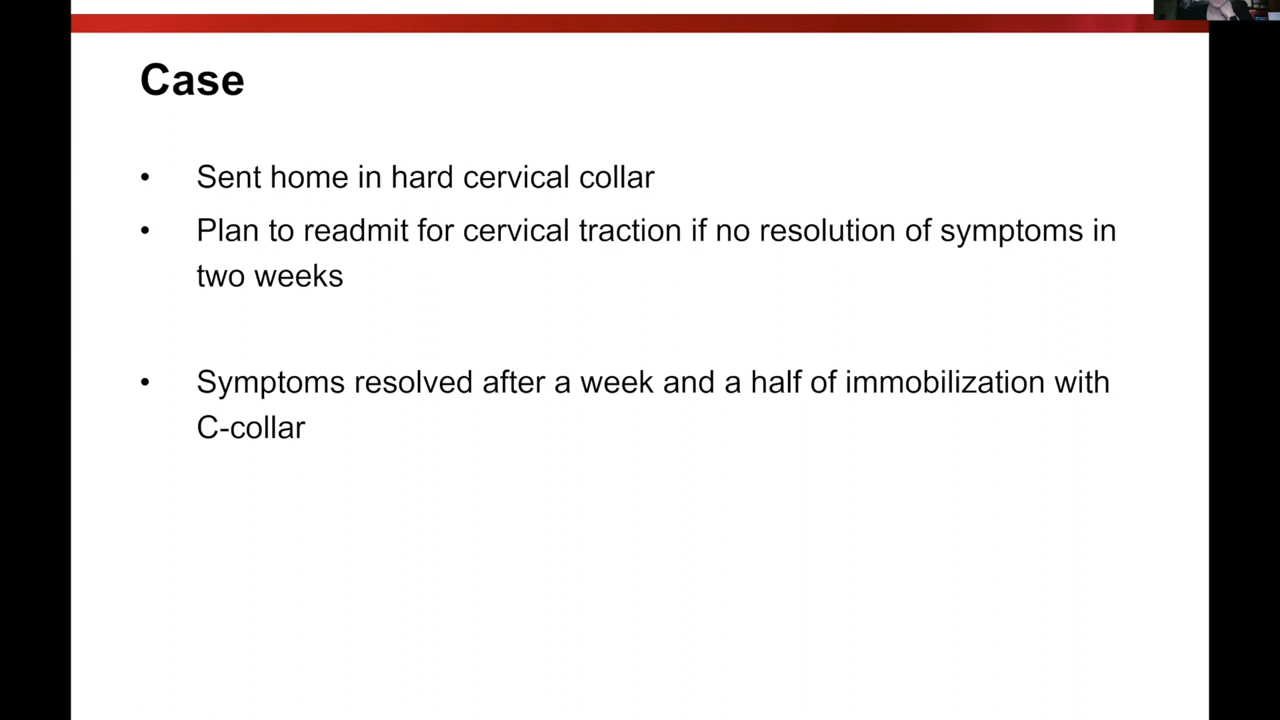 Case
• Sent home in hard cervical collar
• Plan to readmit for cervical traction if no resolution of symptoms in
two weeks
• Symptoms resolved after a week and a half of immobilization with
C-collar